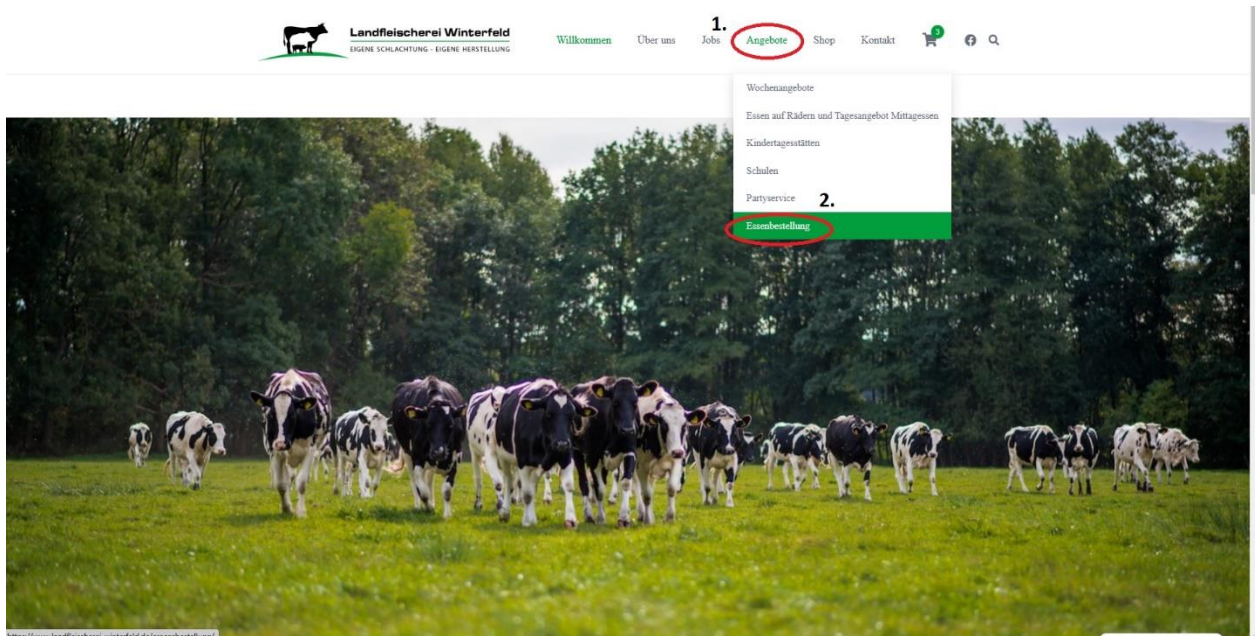 1.
Landfleischerei Winterfeld
EIGENE SCHLACHTUNG - EIGENE HERSTELLUNG
Willkommen Über uns Jobs Angebote Shop Kontakt 3
Wochenangebote
Essen auf Rädern und Tagesangebot Mittagessen
Kindertagesstätten
Schulen
Partyservice 2.
Essenbestellung